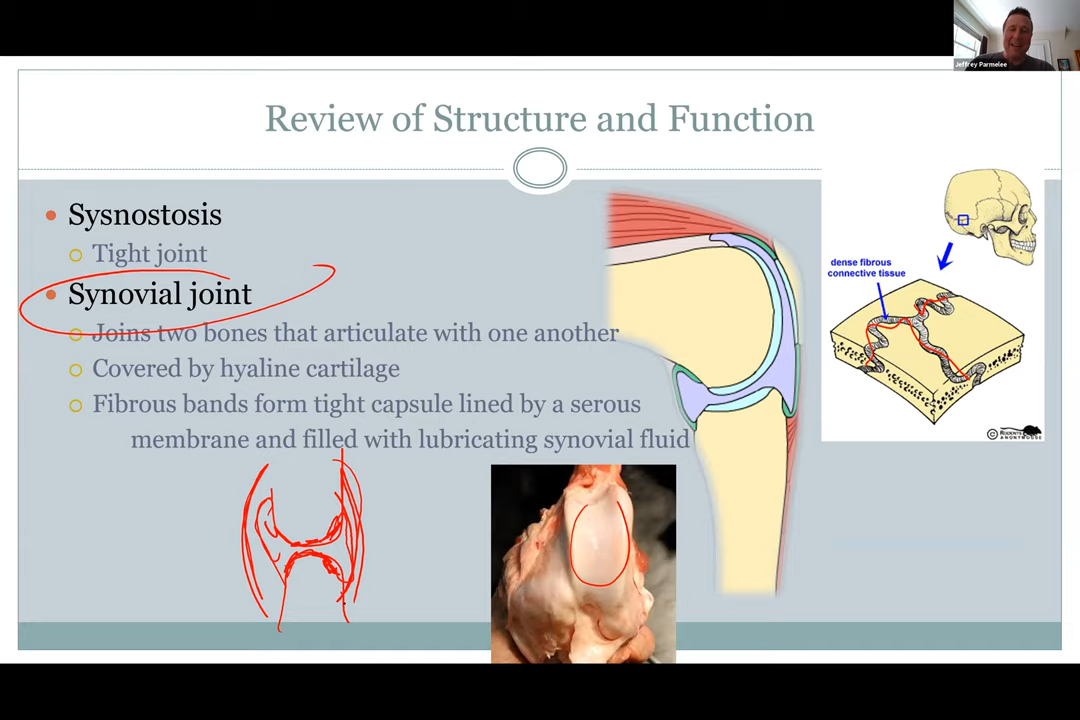 Jeffrey Parmelee
Review of Structure and Function
Sysnostosis
Tight joint
Synovial joint
Joins two bones that articulate with one another
Covered by hyaline cartilage
Fibrous bands form tight capsule lined by a serous
membrane and filled with lubricating synovial fluid
dense fibrous
connective tissue
© RODENTS
ANONYMOUSE